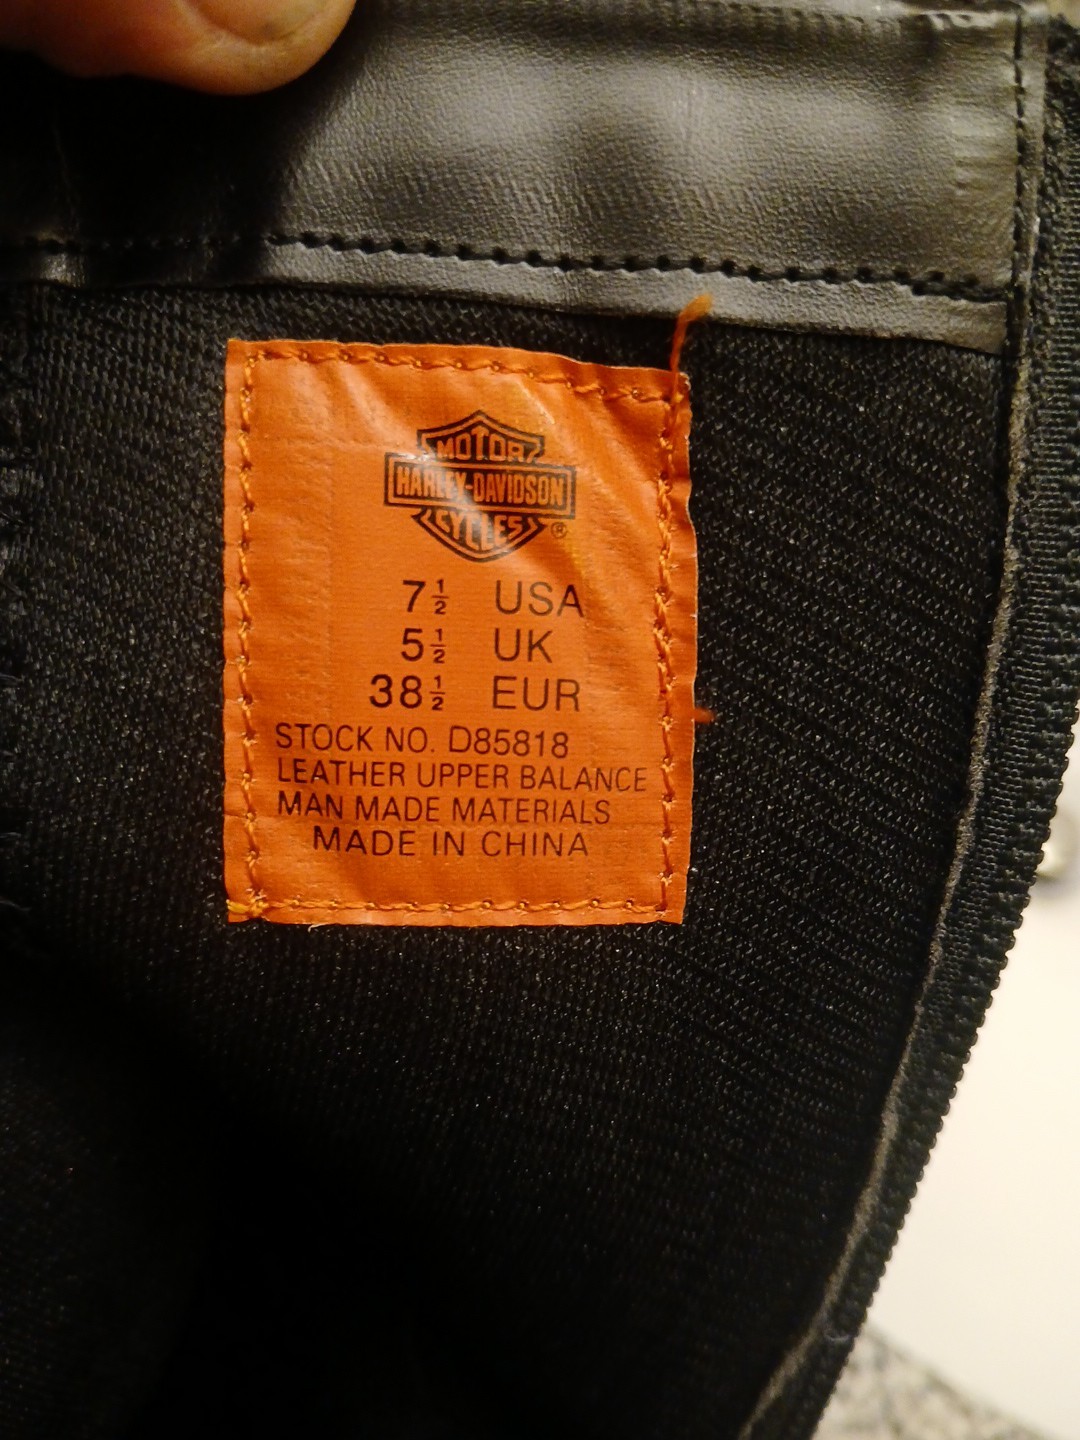 MOTOR
HARLEY-DAVIDSON
CYCLES ®
7½ USA
5½ UK
38½ EUR
STOCK NO. D85818
LEATHER UPPER BALANCE
MAN MADE MATERIALS
MADE IN CHINA